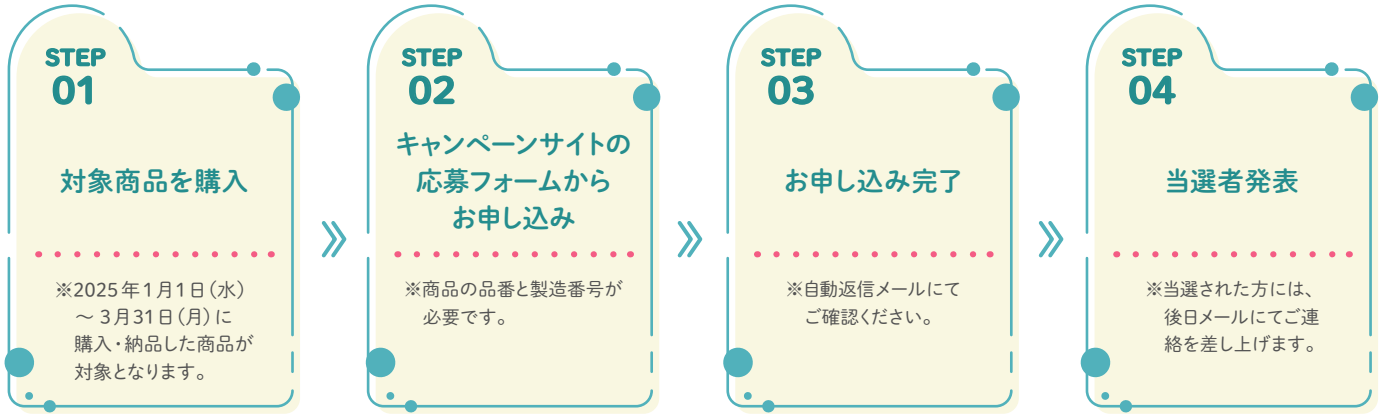 STEP
01
対象商品を購入
※2025年1月1日(水)
～ 3月31日(月)に
購入・納品した商品が
対象となります。
STEP
02
キャンペーンサイトの
応募フォームから
お申し込み
※商品の品番と製造番号が
必要です。
STEP
03
お申し込み完了
※自動返信メールにて
ご確認ください。
STEP
04
当選者発表
※当選された方には、
後日メールにてご連
絡を差し上げます。